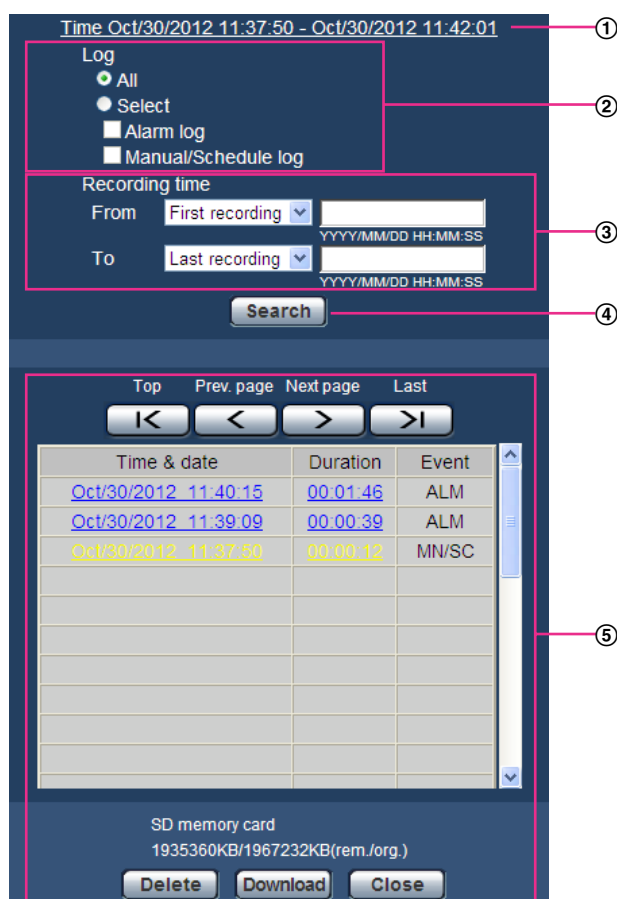 Time Oct/30/2012 11:37:50 - Oct/30/2012 11:42:01 ①
Log
All
Select ②
Alarm log
Manual/Schedule log
Recording time
From First recording
YYYY/MM/DD HH:MM:SS ③
To Last recording
YYYY/MM/DD HH:MM:SS
Search ④
Top Prev. page Next page Last
Time & date Duration Event
Oct/30/2012 11:40:15 00:01:46 ALM
Oct/30/2012 11:39:09 00:00:39 ALM
Oct/30/2012 11:37:50 00:00:12 MN/SC
⑤
SD memory card
1935360KB/1967232KB(rem./org.)
Delete Download Close